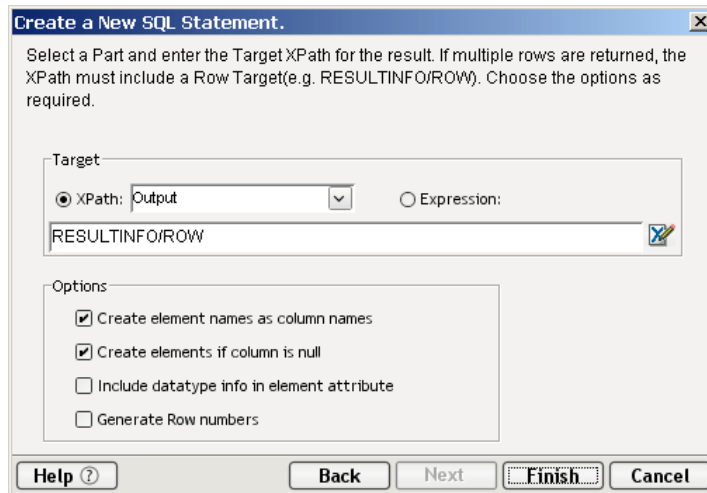 Create a New SQL Statement.
Select a Part and enter the Target XPath for the result. If multiple rows are returned, the
XPath must include a Row Target(e.g. RESULTINFO/ROW). Choose the options as
required.
Target
XPath: Output Expression:
RESULTINFO/ROW
Options
Create element names as column names
Create elements if column is null
Include datatype info in element attribute
Generate Row numbers
Help ? Back Next Finish Cancel